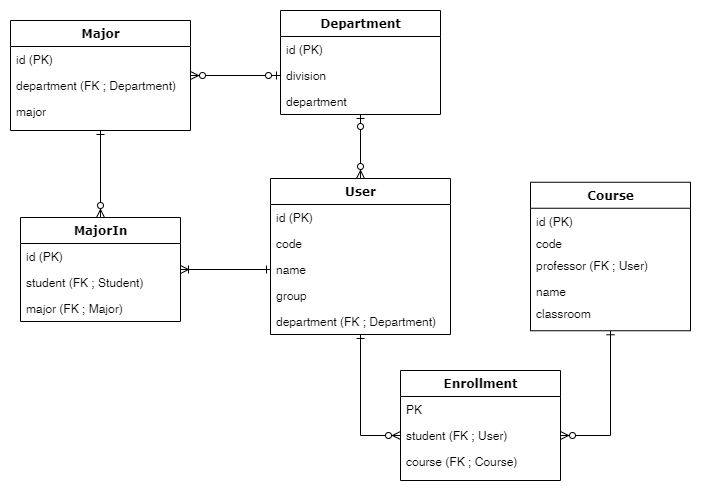 Major
id (PK)
department (FK ; Department)
major
Department
id (PK)
division
department
MajorIn
id (PK)
student (FK ; Student)
major (FK ; Major)
User
id (PK)
code
name
group
department (FK ; Department)
Course
id (PK)
code
professor (FK ; User)
name
classroom
Enrollment
PK
student (FK ; User)
course (FK ; Course)